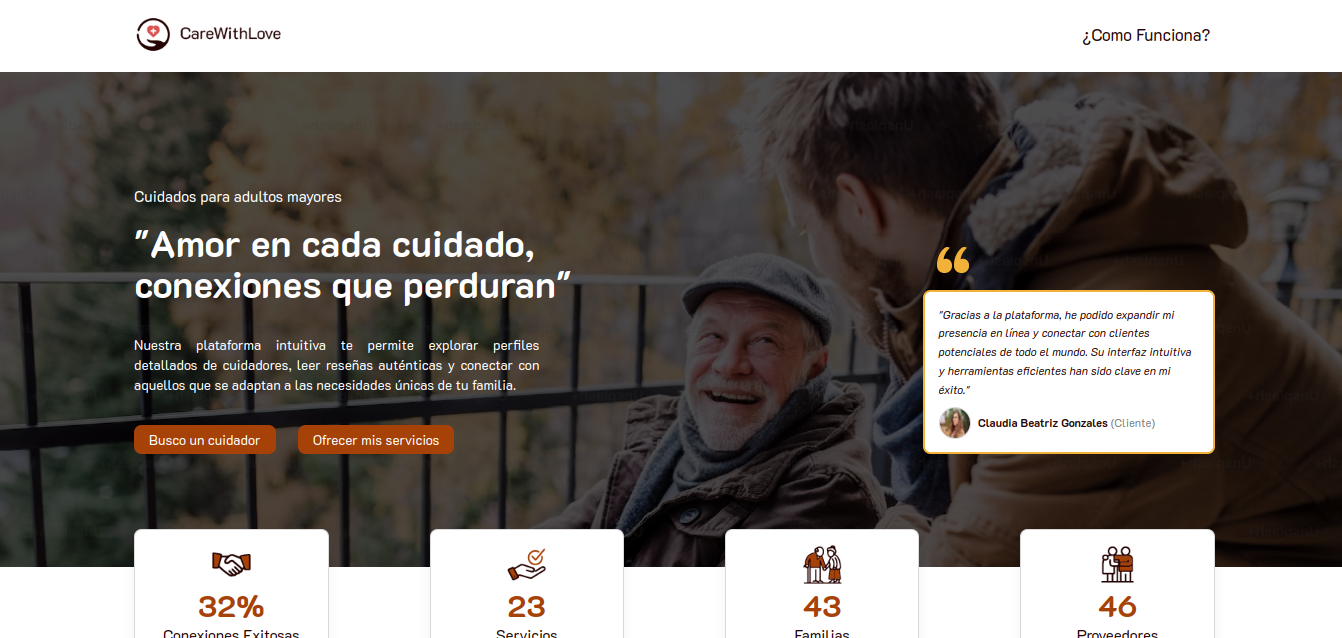 CareWithLove
¿Como Funciona?
Cuidados para adultos mayores
"Amor en cada cuidado,
conexiones que perduran"
Nuestra plataforma intuitiva te permite explorar perfiles
detallados de cuidadores, leer reseñas auténticas y conectar con
aquellos que se adaptan a las necesidades únicas de tu familia.
Busco un cuidador
Ofrecer mis servicios
"Gracias a la plataforma, he podido expandir mi
presencia en línea y conectar con clientes
potenciales de todo el mundo. Su interfaz intuitiva
y herramientas eficientes han sido clave en mi
éxito."
Claudia Beatriz Gonzales (Cliente)
32%
Conexiones Exitosas
23
Servicios
43
Familias
46
Proveedores